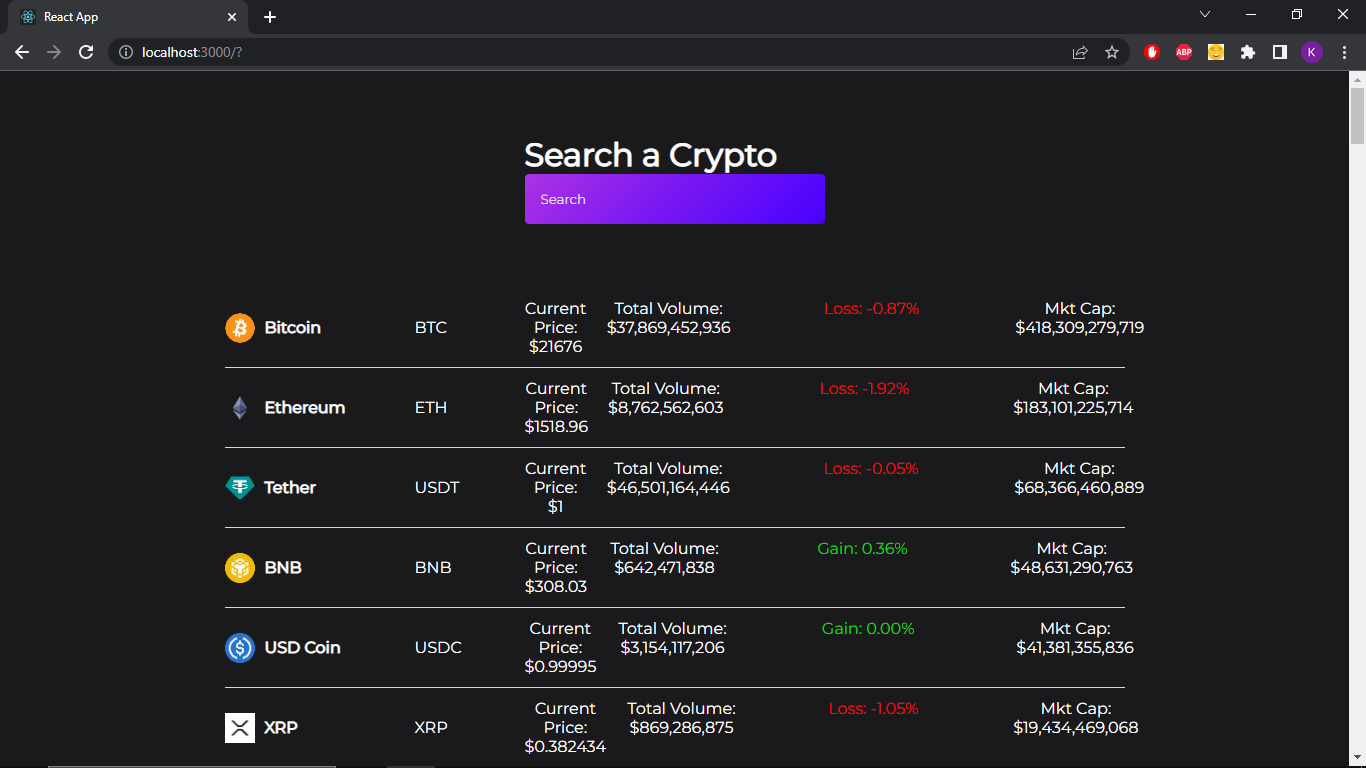 React App
localhost:3000/?
ABP
K
Search a Crypto
Search
Bitcoin
BTC
Current
Price:
$21676
Total Volume:
$37,869,452,936
Loss: -0.87%
Mkt Cap:
$418,309,279,719
Ethereum
ETH
Current
Price:
$1518.96
Total Volume:
$8,762,562,603
Loss: -1.92%
Mkt Cap:
$183,101,225,714
Tether
USDT
Current
Price:
$1
Total Volume:
$46,501,164,446
Loss: -0.05%
Mkt Cap:
$68,366,460,889
BNB
BNB
Current
Price:
$308.03
Total Volume:
$642,471,838
Gain: 0.36%
Mkt Cap:
$48,631,290,763
USD Coin
USDC
Current
Price:
$0.99995
Total Volume:
$3,154,117,206
Gain: 0.00%
Mkt Cap:
$41,381,355,836
XRP
XRP
Current
Price:
$0.382434
Total Volume:
$869,286,875
Loss: -1.05%
Mkt Cap:
$19,434,469,068